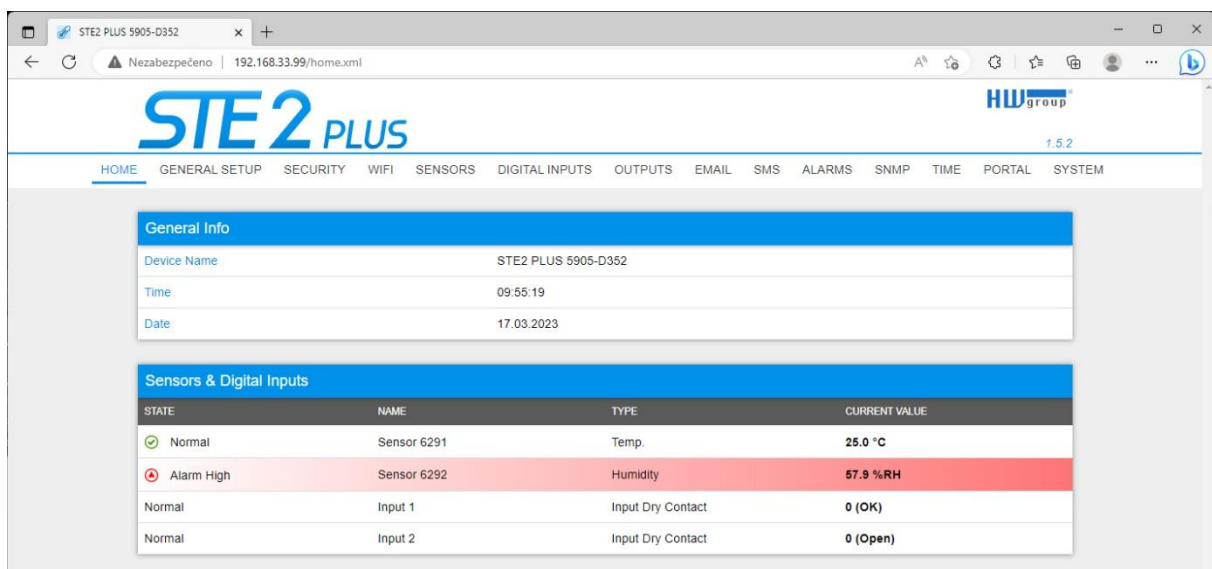 STE2 PLUS 5905-D352
Nezabezpečeno | 192.168.33.99/home.xml
STE 2 PLUS
HW group
1.5.2
HOME GENERAL SETUP SECURITY WIFI SENSORS DIGITAL INPUTS OUTPUTS EMAIL SMS ALARMS SNMP TIME PORTAL SYSTEM
General Info
Device Name STE2 PLUS 5905-D352
Time 09:55:19
Date 17.03.2023
Sensors & Digital Inputs
STATE NAME TYPE CURRENT VALUE
Normal Sensor 6291 Temp. 25.0 °C
Alarm High Sensor 6292 Humidity 57.9 %RH
Normal Input 1 Input Dry Contact 0 (OK)
Normal Input 2 Input Dry Contact 0 (Open)